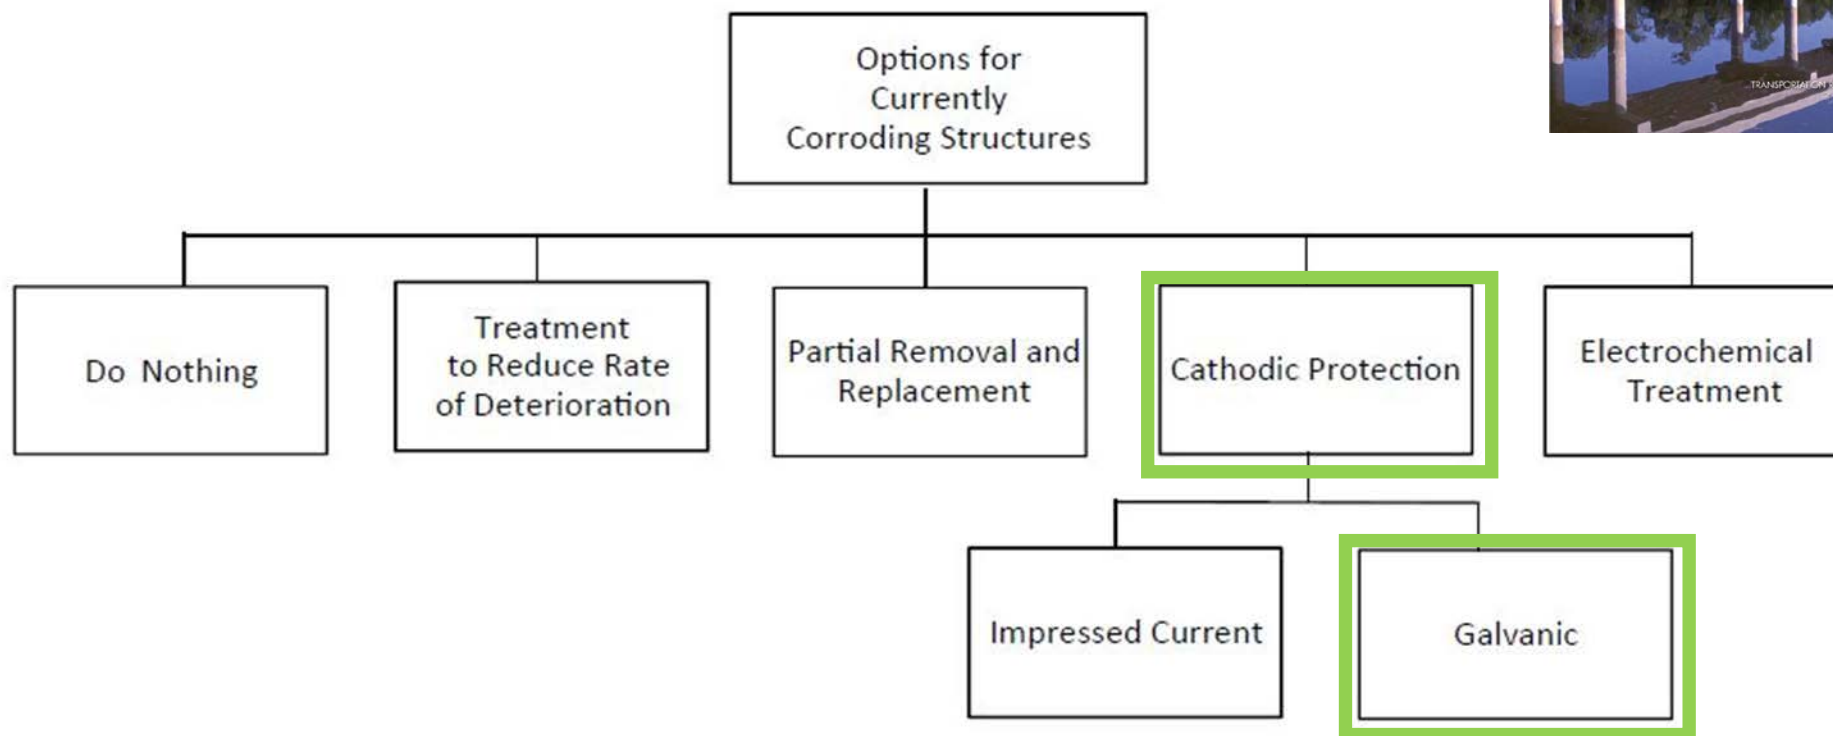 TRANSPORTATION
Options for
Currently
Corroding Structures
Do Nothing
Treatment
to Reduce Rate
of Deterioration
Partial Removal and
Replacement
Cathodic Protection
Electrochemical
Treatment
Impressed Current
Galvanic